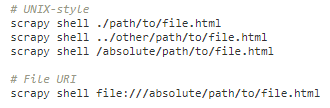 # UNIX-style
scrapy shell ./path/to/file.html
scrapy shell ../other/path/to/file.html
scrapy shell /absolute/path/to/file.html

# File URI
scrapy shell file:///absolute/path/to/file.html